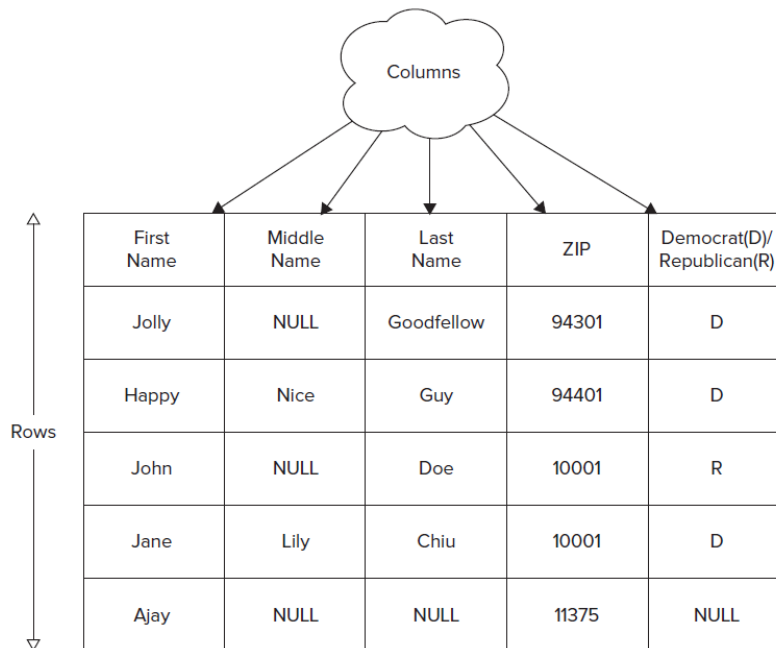 Columns
First
Name
Middle
Name
Last
Name
ZIP
Democrat(D)/
Republican(R)
Jolly
NULL
Goodfellow
94301
D
Happy
Nice
Guy
94401
D
Rows
John
NULL
Doe
10001
R
Jane
Lily
Chiu
10001
D
Ajay
NULL
NULL
11375
NULL